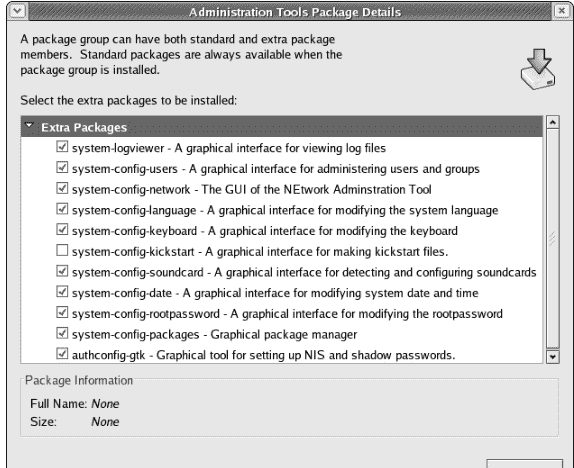 Administration Tools Package Details
A package group can have both standard and extra package
members. Standard packages are always available when the
package group is installed.
Select the extra packages to be installed:
Extra Packages
system-logviewer - A graphical interface for viewing log files
system-config-users - A graphical interface for administering users and groups
system-config-network - The GUI of the NEtwork Adminstration Tool
system-config-language - A graphical interface for modifying the system language
system-config-keyboard - A graphical interface for modifying the keyboard
system-config-kickstart - A graphical interface for making kickstart files.
system-config-soundcard - A graphical interface for detecting and configuring soundcards
system-config-date - A graphical interface for modifying system date and time
system-config-rootpassword - A graphical interface for modifying the rootpassword
system-config-packages - Graphical package manager
authconfig-gtk - Graphical tool for setting up NIS and shadow passwords.
Package Information
Full Name: None
Size: None